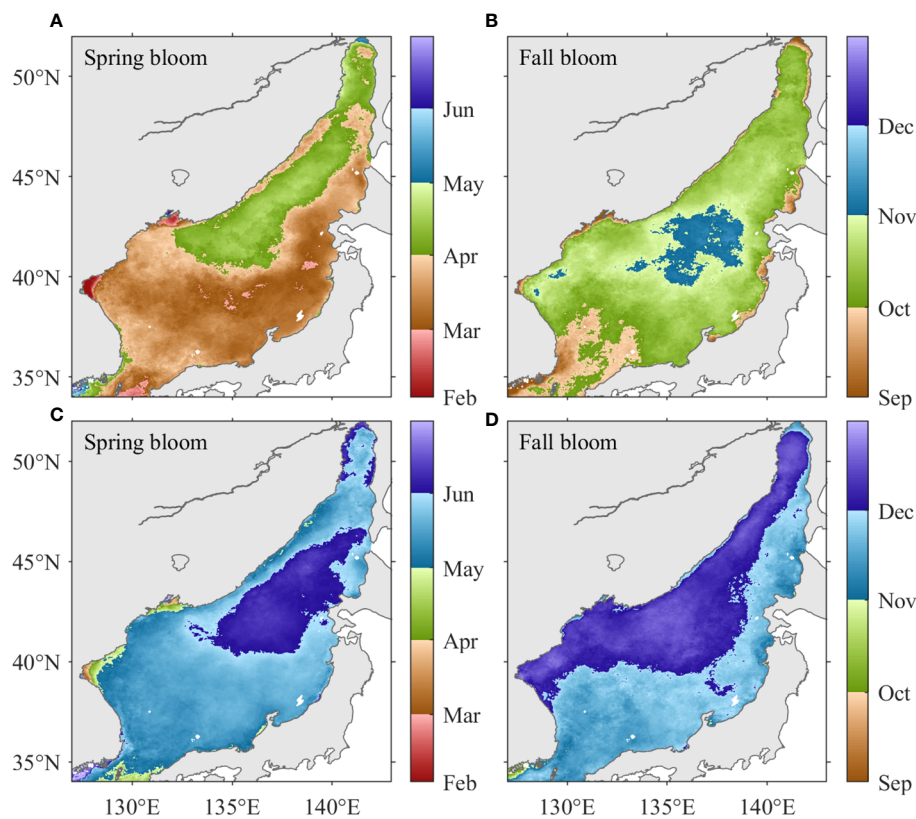 A
B
Spring bloom
Fall bloom
50°N
45°N
40°N
35°N
Jun
May
Apr
Mar
Feb
Dec
Nov
Oct
Sep
C
D
Spring bloom
Fall bloom
50°N
45°N
40°N
35°N
Jun
May
Apr
Mar
Feb
Dec
Nov
Oct
Sep
130°E 135°E 140°E
130°E 135°E 140°E